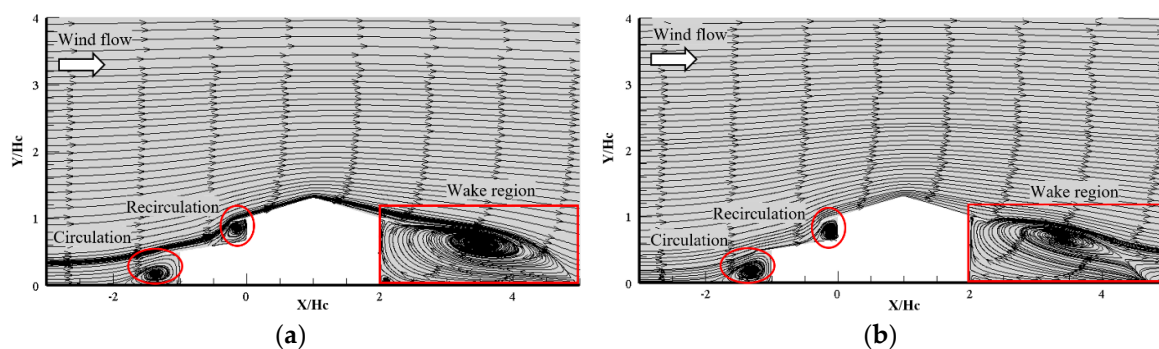 4
Wind flow
3
Y/Hc
2
Wake region
Recirculation
1
Circulation
0
-2
0
2
4
X/Hc
(a)
4
Wind flow
3
Y/Hc
2
Wake region
Recirculation
1
Circulation
0
-2
0
2
4
X/Hc
(b)